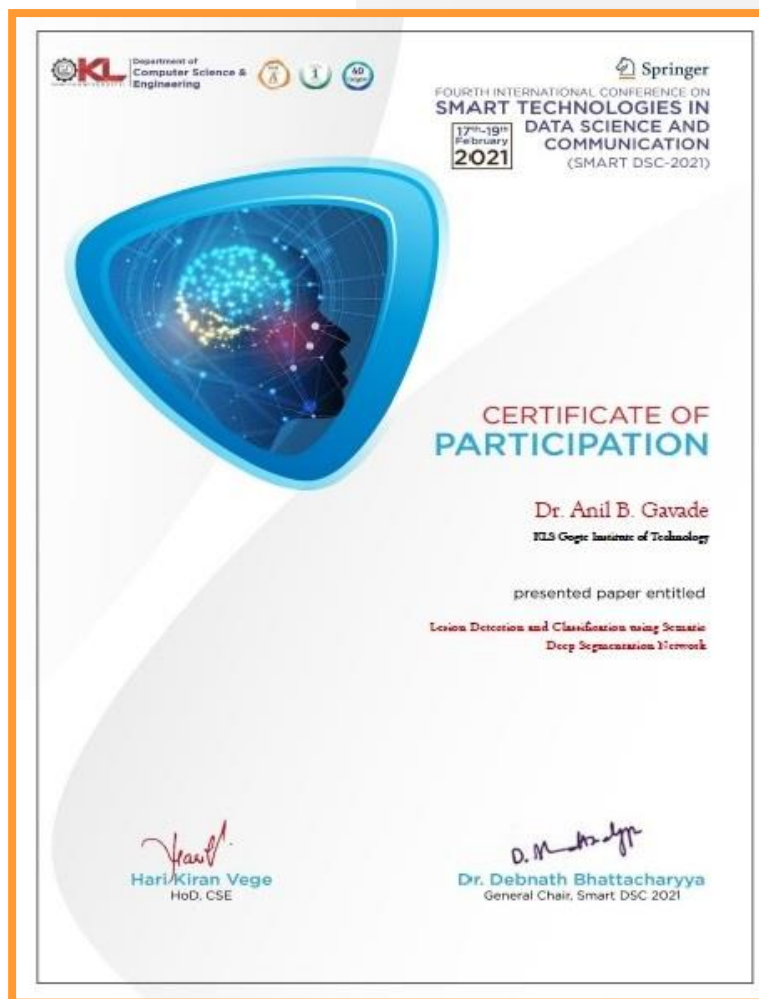 KL
Department of
Computer Science &
Engineering
Springer
FOURTH INTERNATIONAL CONFERENCE ON
SMART TECHNOLOGIES IN
DATA SCIENCE AND
COMMUNICATION
(SMART DSC-2021)
17th-19th
February
2021
CERTIFICATE OF
PARTICIPATION
Dr. Anil B. Gavade
KLS Gogte Institute of Technology
presented paper entitled
Lesion Detection and Classification using Sematic
Deep Segmentation Network
Hari Kiran Vege
HoD, CSE
Dr. Debnath Bhattacharyya
General Chair, Smart DSC 2021